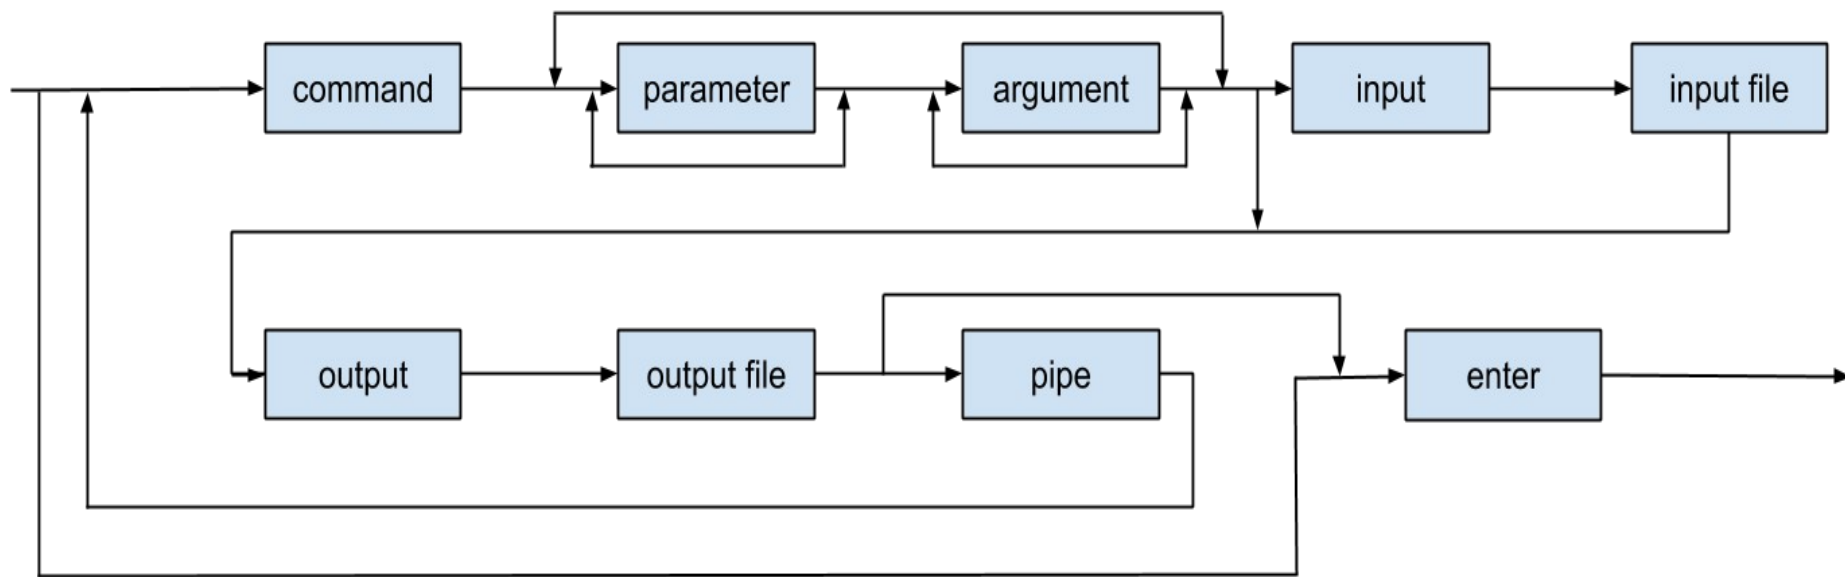 command
parameter
argument
input
input file
output
output file
pipe
enter